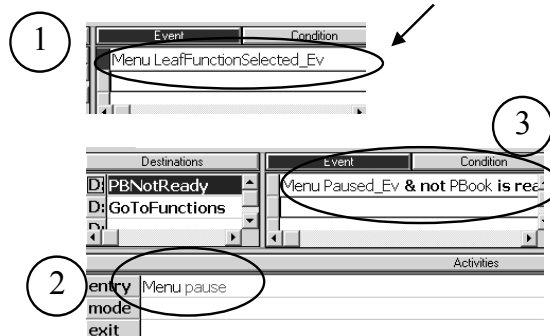 1
Event Condition
Menu LeafFunctionSelected_Ev
3
Destinations Event Condition
D: PBNotReady Menu Paused_Ev & not PBook is rea
D: GoToFunctions
D:
Activities
2
entry Menu pause
mode
exit